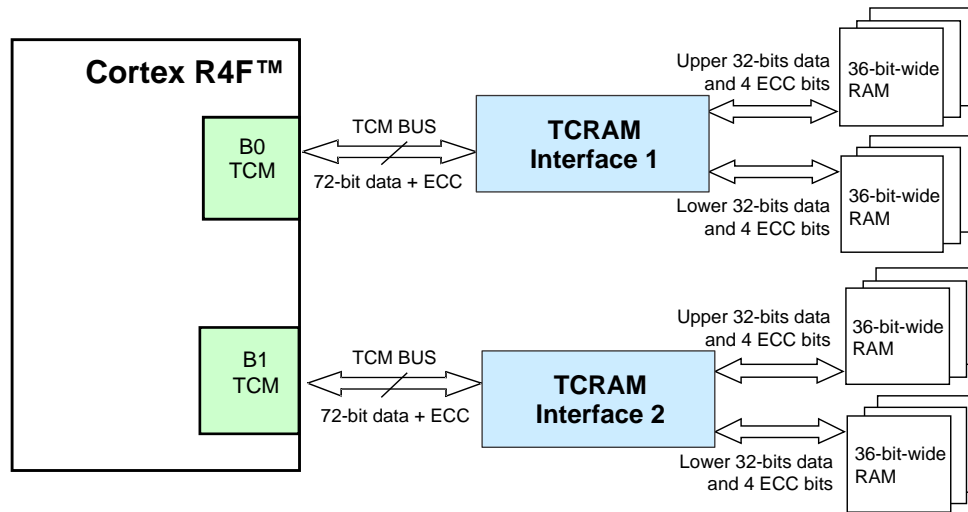 Cortex R4F™
B0
TCM
TCM BUS
72-bit data + ECC
TCRAM
Interface 1
Upper 32-bits data
and 4 ECC bits
36-bit-wide
RAM
Lower 32-bits data
and 4 ECC bits
36-bit-wide
RAM
B1
TCM
TCM BUS
72-bit data + ECC
TCRAM
Interface 2
Upper 32-bits data
and 4 ECC bits
36-bit-wide
RAM
Lower 32-bits data
and 4 ECC bits
36-bit-wide
RAM